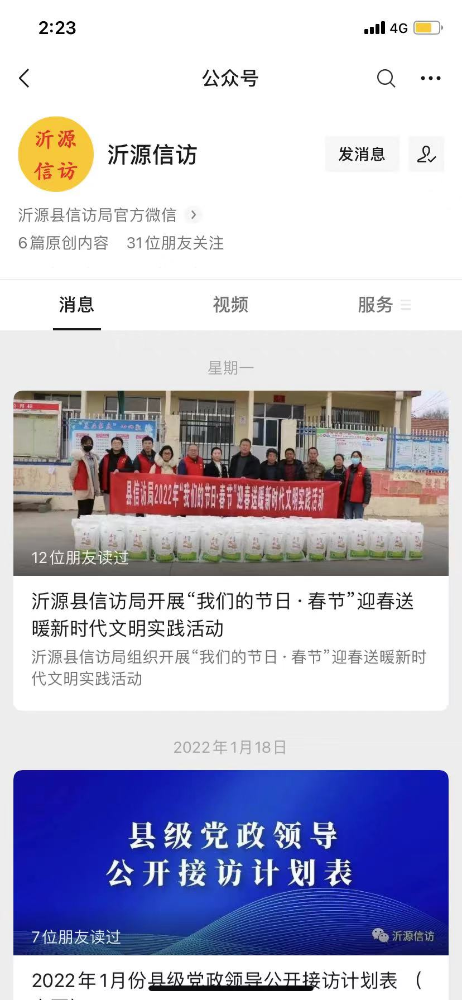 2:23
4G
公众号
沂源
信访
沂源信访
发消息
沂源县信访局官方微信
6篇原创内容 31位朋友关注
消息 视频 服务
星期一
公开栏
县信访局2022年“我们的节日·春节”迎春送暖新时代文明实践活动
12位朋友读过
沂源县信访局开展“我们的节日·春节”迎春送
暖新时代文明实践活动
沂源县信访局组织开展“我们的节日·春节”迎春送暖新时
代文明实践活动
2022年1月18日
县级党政领导
公开接访计划表
7位朋友读过
沂源信访
2022年1月份县级党政领导公开接访计划表 （